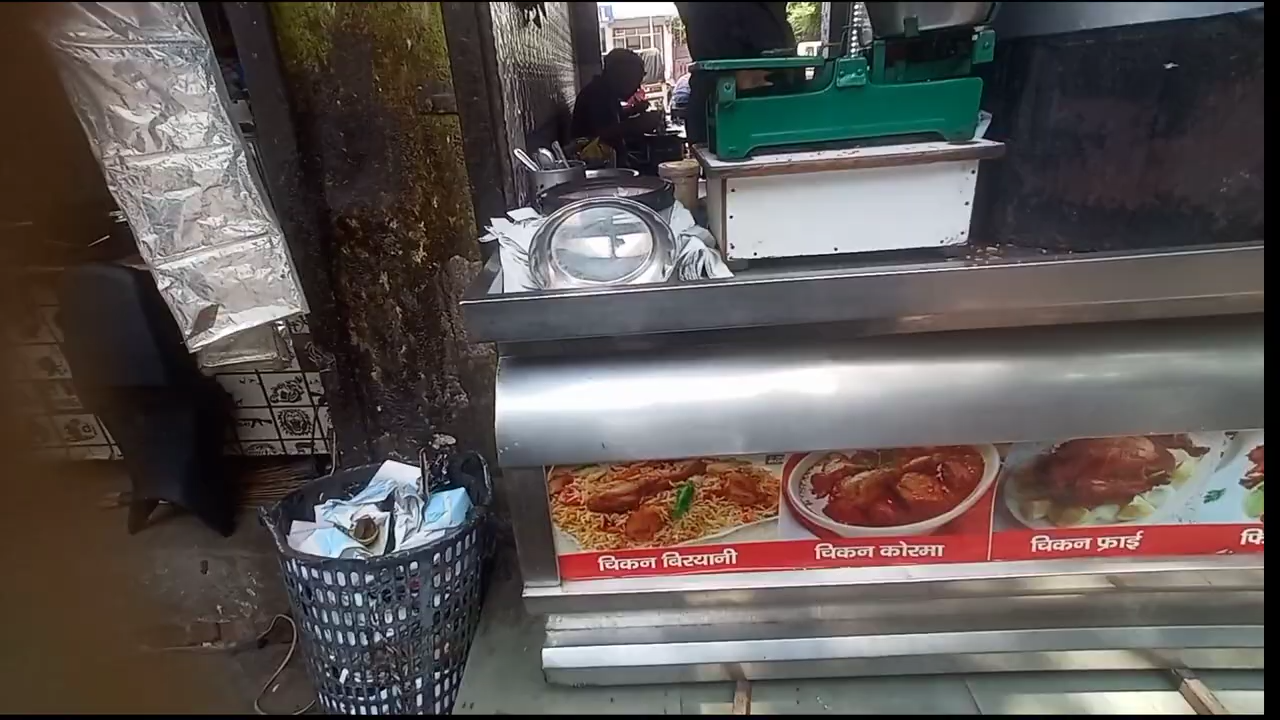 चिकन बिरयानी
चिकन कोरमा
चिकन फ्राई